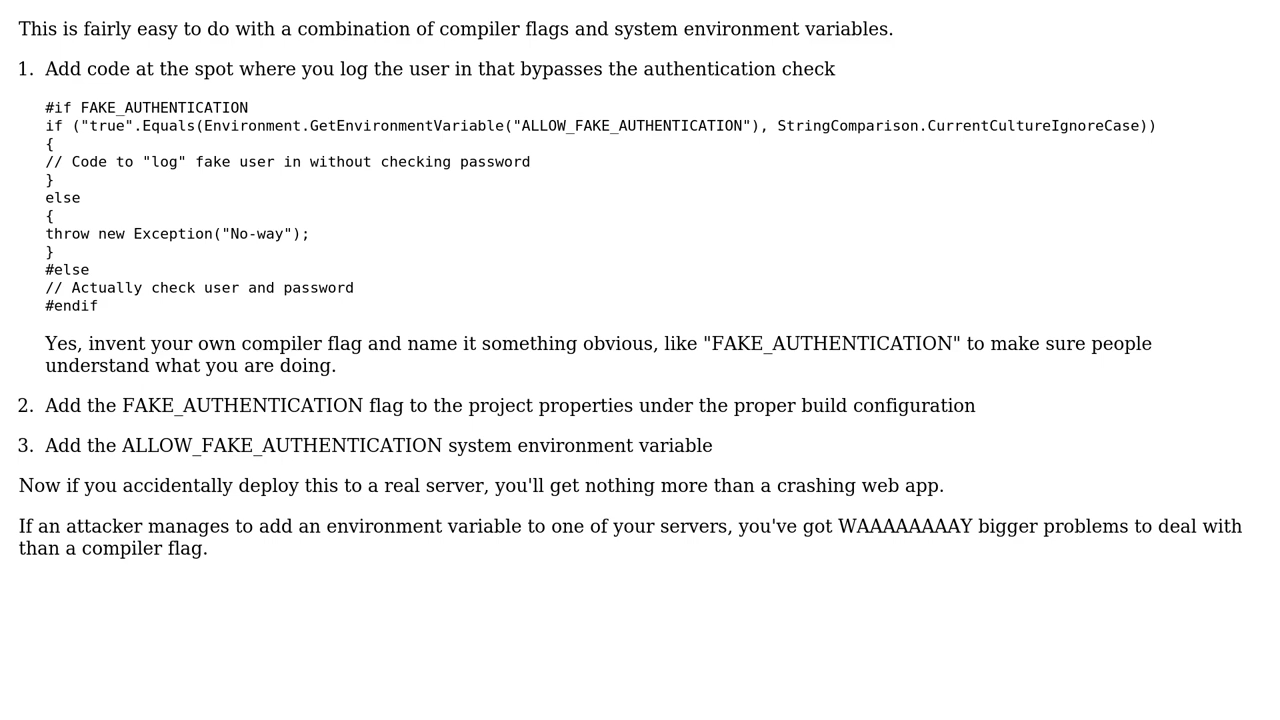 This is fairly easy to do with a combination of compiler flags and system environment variables.
1. Add code at the spot where you log the user in that bypasses the authentication check
#if FAKE_AUTHENTICATION
if ("true".Equals(Environment.GetEnvironmentVariable("ALLOW_FAKE_AUTHENTICATION"), StringComparison.CurrentCultureIgnoreCase))
{
// Code to "log" fake user in without checking password
}
else
{
throw new Exception("No-way");
}
#else
// Actually check user and password
#endif
Yes, invent your own compiler flag and name it something obvious, like "FAKE_AUTHENTICATION" to make sure people
understand what you are doing.
2. Add the FAKE_AUTHENTICATION flag to the project properties under the proper build configuration
3. Add the ALLOW_FAKE_AUTHENTICATION system environment variable
Now if you accidentally deploy this to a real server, you'll get nothing more than a crashing web app.
If an attacker manages to add an environment variable to one of your servers, you've got WAAAAAAAAY bigger problems to deal with
than a compiler flag.